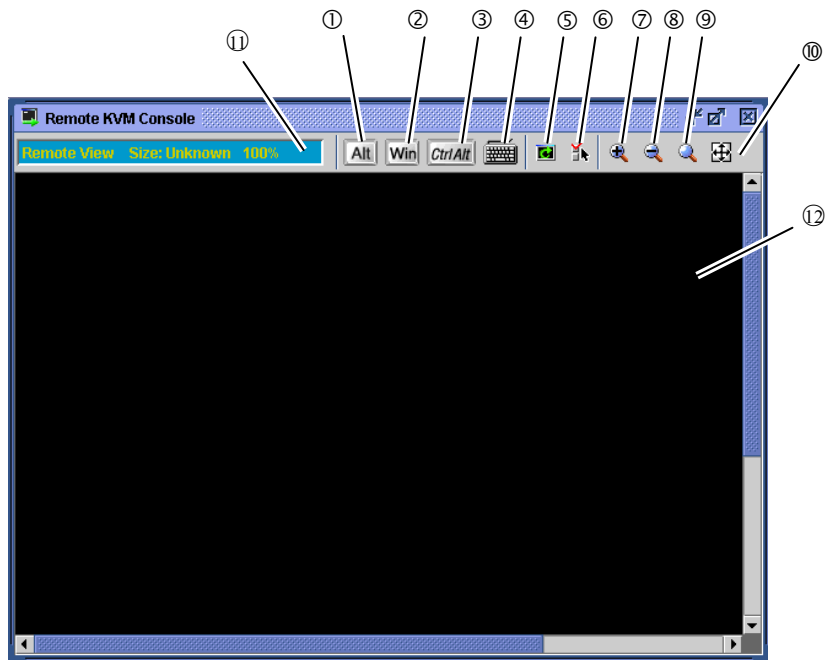 ① ② ③ ④ ⑤ ⑥ ⑦ ⑧ ⑨
⑪ ⑩
Remote KVM Console
Remote View Size: Unknown 100% Alt Win Ctrl Alt
⑫